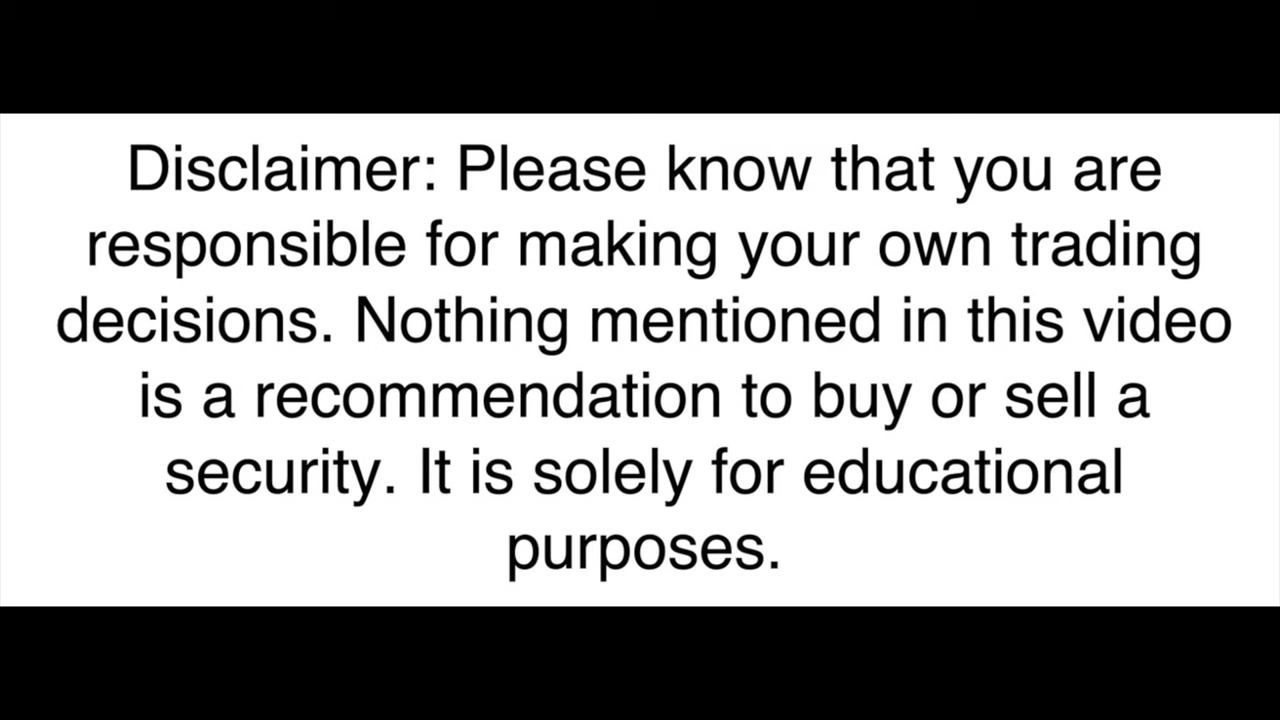 Disclaimer: Please know that you are
responsible for making your own trading
decisions. Nothing mentioned in this video
is a recommendation to buy or sell a
security. It is solely for educational
purposes.